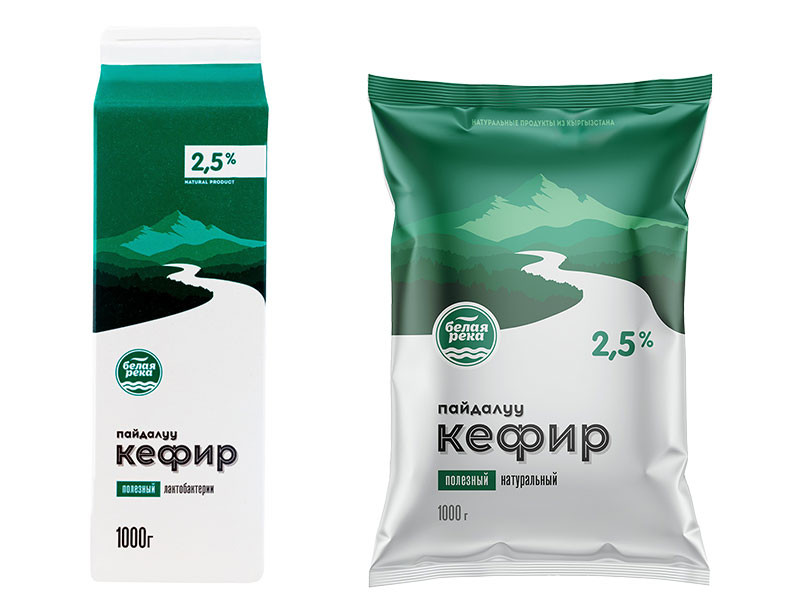 2,5%
NATURAL PRODUCT
белая
река
пайдалуу
кефир
полезный лактобактерии
1000г
НАТУРАЛЬНЫЕ ПРОДУКТЫ ИЗ КЫРГЫЗСТАНА
белая
река
2,5%
пайдалуу
кефир
полезный натуральный
1000 г